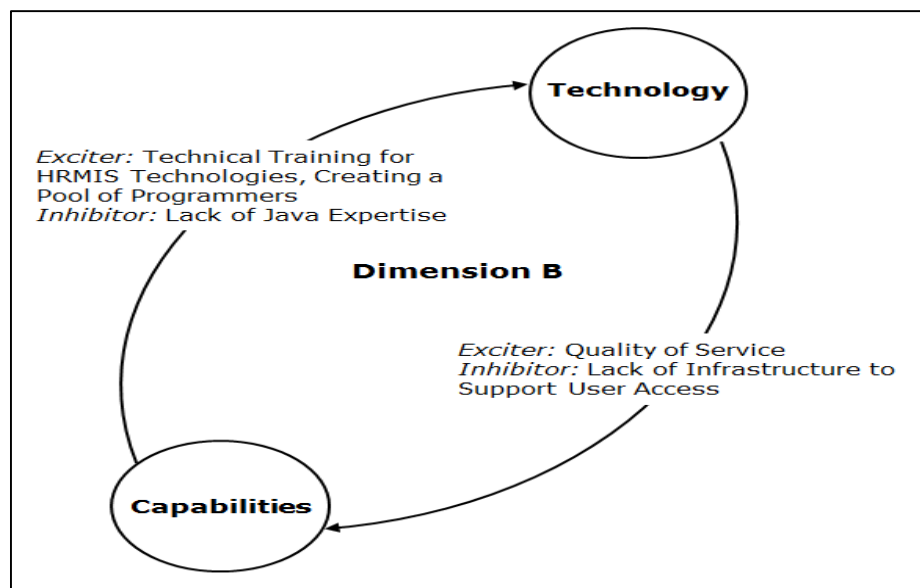 Technology
Exciter: Technical Training for
HRMIS Technologies, Creating a
Pool of Programmers
Inhibitor: Lack of Java Expertise
Dimension B
Exciter: Quality of Service
Inhibitor: Lack of Infrastructure to
Support User Access
Capabilities